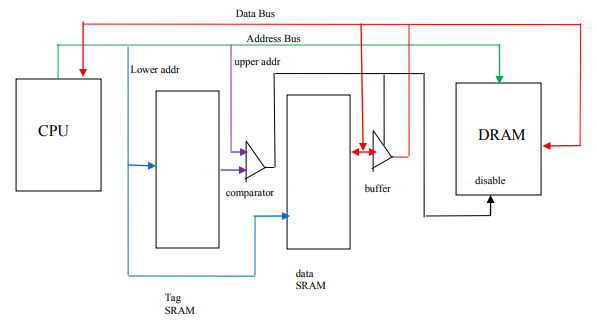 Data Bus
Address Bus
Lower addr
upper addr
CPU
DRAM
disable
comparator
buffer
data
SRAM
Tag
SRAM